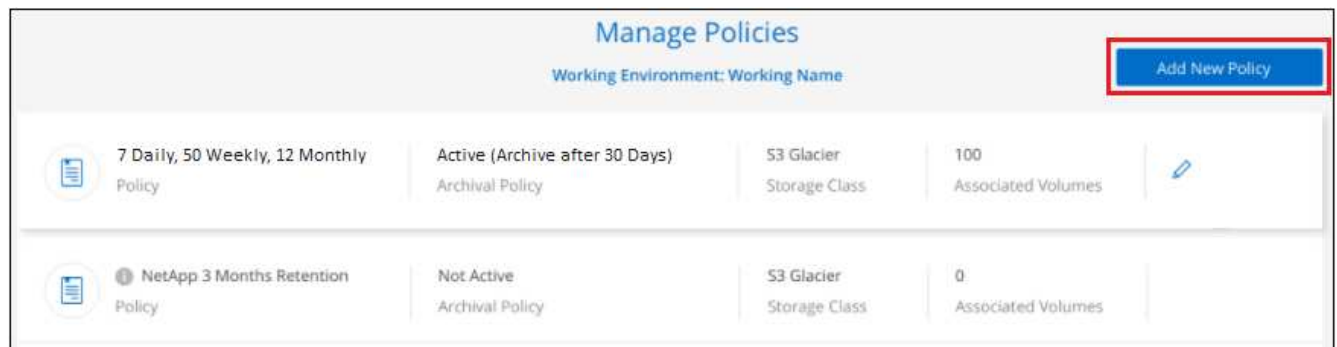 Manage Policies
Working Environment: Working Name
Add New Policy
7 Daily, 50 Weekly, 12 Monthly
Policy
Active (Archive after 30 Days)
Archival Policy
S3 Glacier
Storage Class
100
Associated Volumes
NetApp 3 Months Retention
Policy
Not Active
Archival Policy
S3 Glacier
Storage Class
0
Associated Volumes